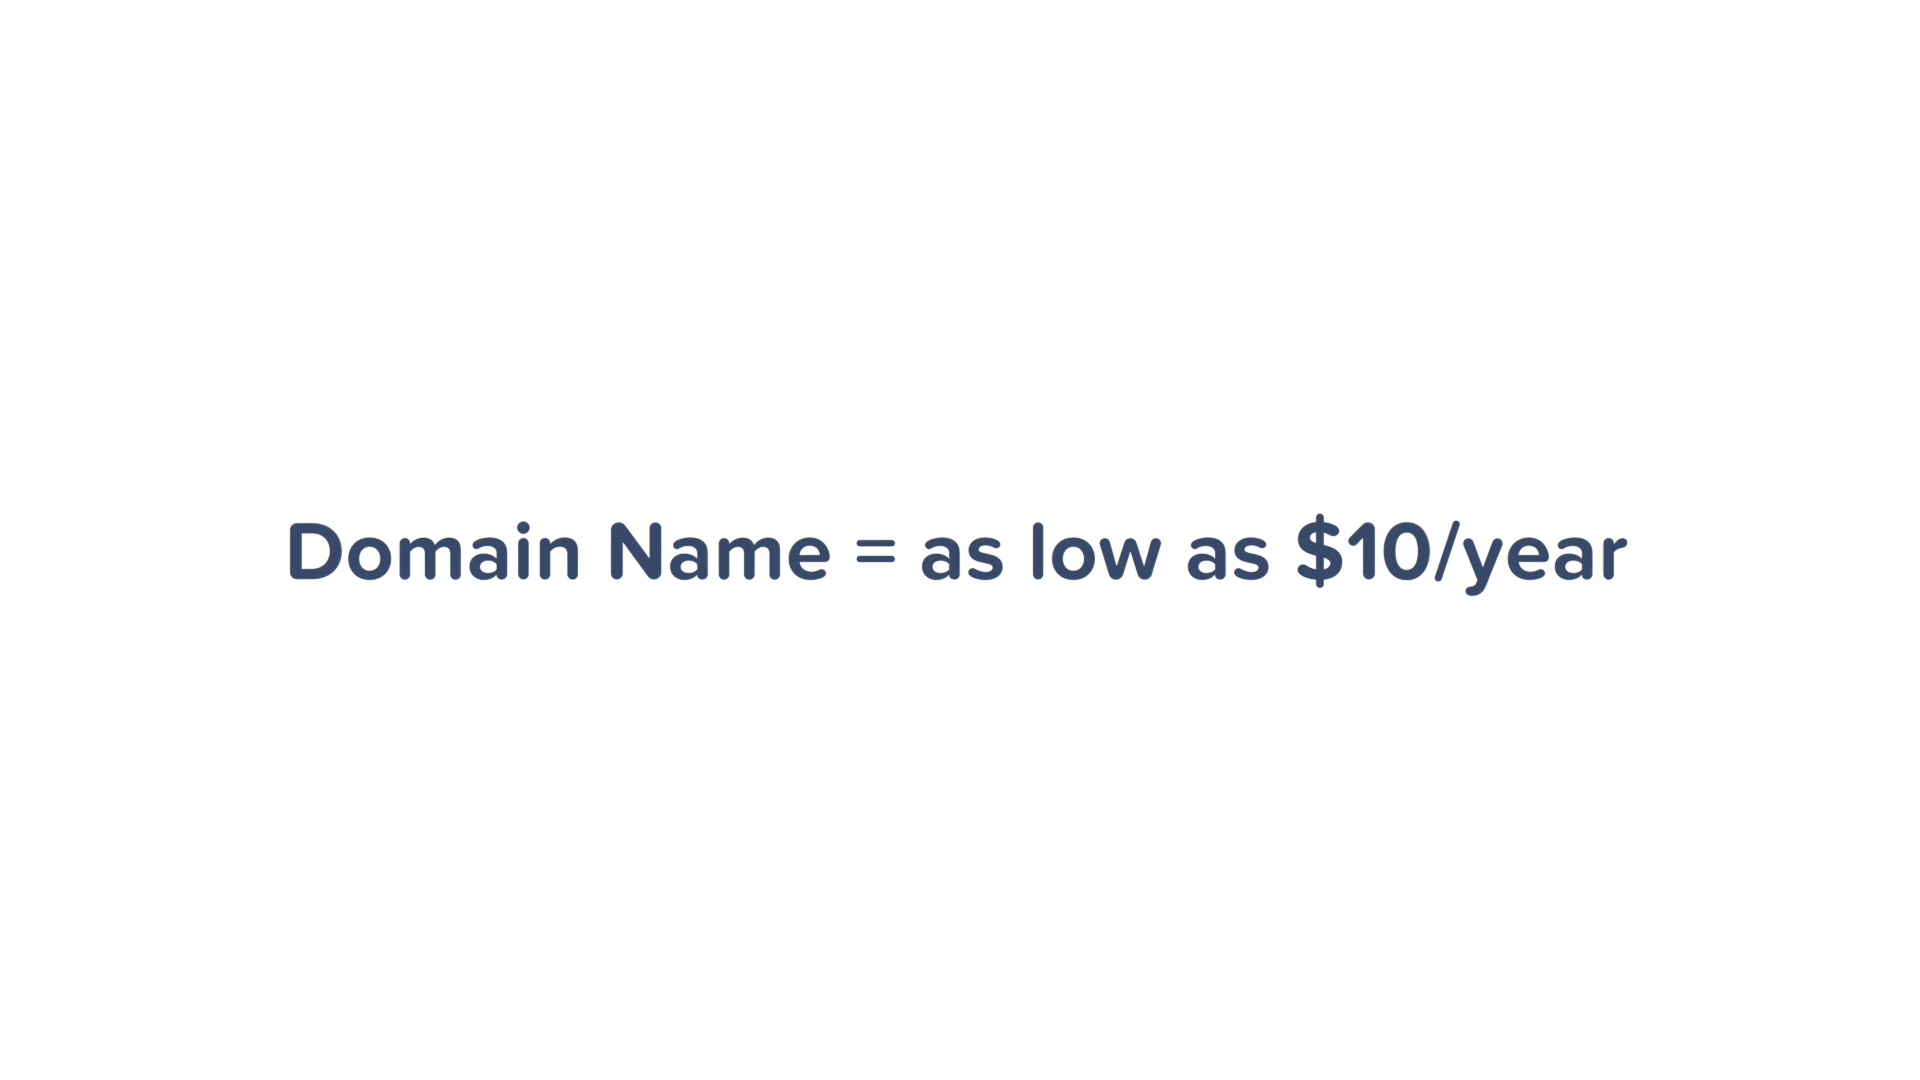 Domain Name = as low as $10/year